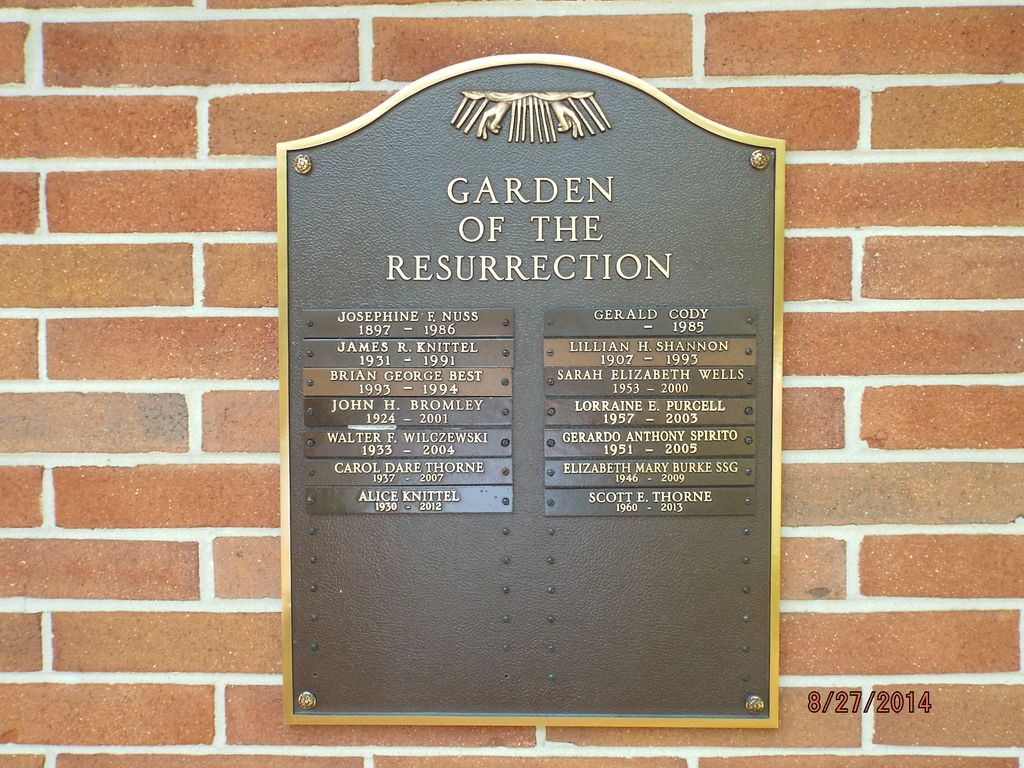 GARDEN
OF THE
RESURRECTION
JOSEPHINE F. NUSS
1897 - 1986
JAMES R. KNITTEL
1931 - 1991
BRIAN GEORGE BEST
1993 - 1994
JOHN H. BROMLEY
1924 - 2001
WALTER F. WILCZEWSKI
1933 - 2004
CAROL DARE THORNE
1937 - 2007
ALICE KNITTEL
1930 - 2012
GERALD CODY
- 1985
LILLIAN H. SHANNON
1907 - 1993
SARAH ELIZABETH WELLS
1953 - 2000
LORRAINE E. PURCELL
1957 - 2003
GERARDO ANTHONY SPIRITO
1951 - 2005
ELIZABETH MARY BURKE SSG
1946 - 2009
SCOTT E. THORNE
1960 - 2013
8/27/2014